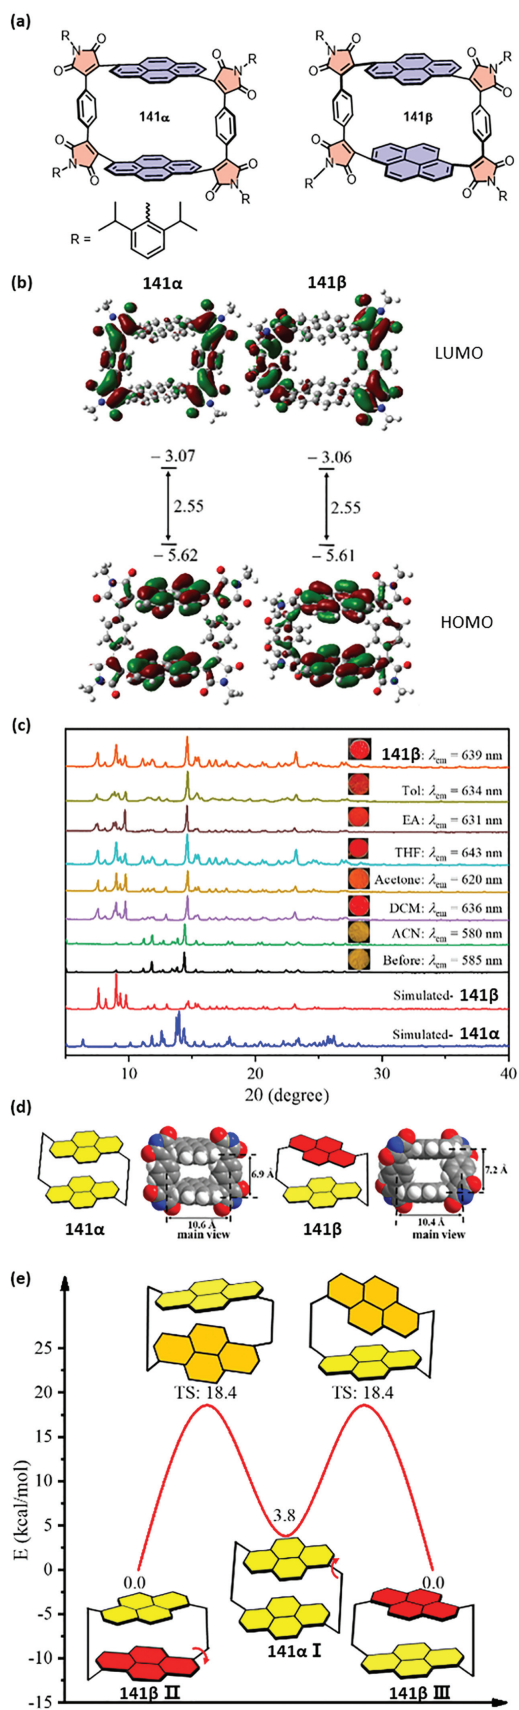 (a)
R
R
R
R
N
N
N
N
O
O
O
O
O
O
O
O
141α
141β
N
N
N
N
O
O
O
O
O
O
O
O
R
R
R
R
R =
(b)
141α
141β
LUMO
− 3.07
− 3.06
2.55
2.55
− 5.62
− 5.61
HOMO
(c)
141β: λem = 639 nm
Tol: λem = 634 nm
EA: λem = 631 nm
THF: λem = 643 nm
Acetone: λem = 620 nm
DCM: λem = 636 nm
ACN: λem = 580 nm
Before: λem = 585 nm
Simulated- 141β
Simulated- 141α
10 20 30 40
2θ (degree)
(d)
6.9 Å
7.2 Å
10.6 Å
10.4 Å
141α
main view
141β
main view
(e)
TS: 18.4
TS: 18.4
25
20
15
10
5
0
-5
-10
-15
E (kcal/mol)
3.8
0.0
0.0
141α I
141β II
141β III